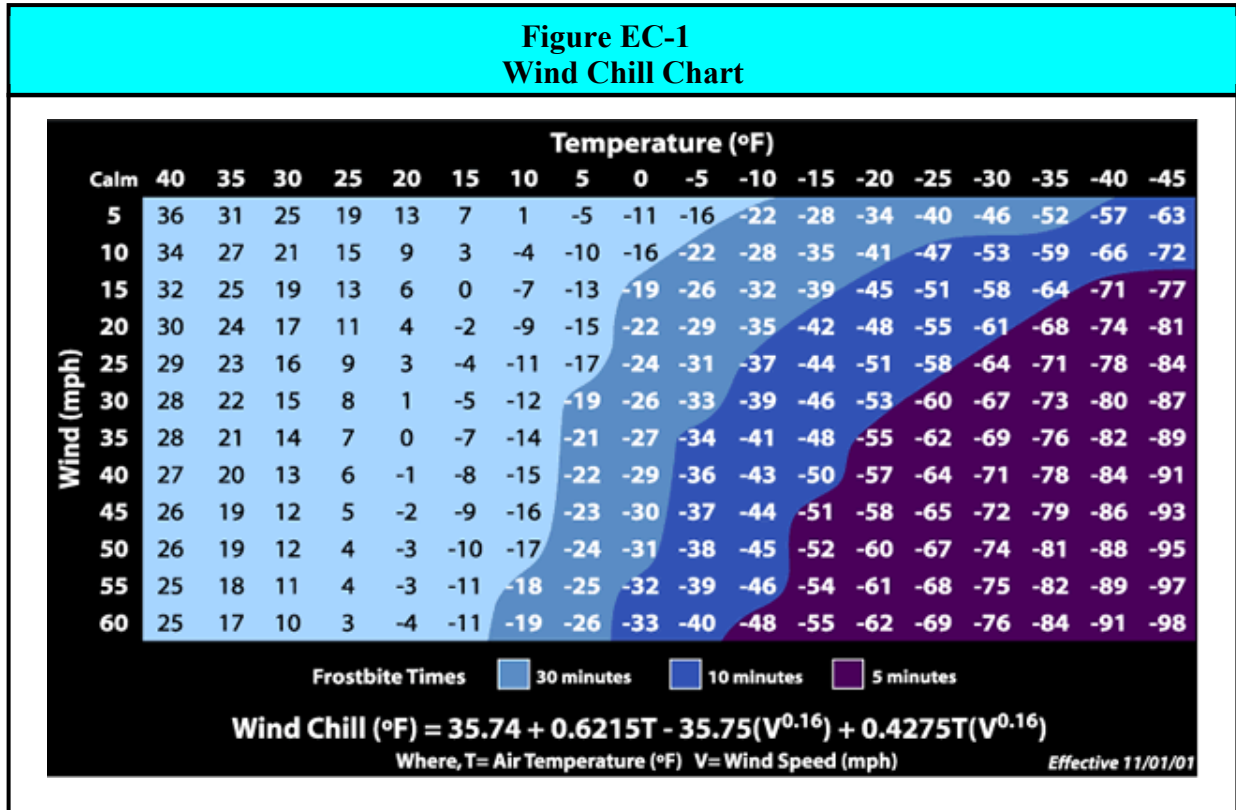 Figure EC-1
Wind Chill Chart
Temperature (ºF)
Calm 40 35 30 25 20 15 10 5 0 -5 -10 -15 -20 -25 -30 -35 -40 -45
5 36 31 25 19 13 7 1 -5 -11 -16 -22 -28 -34 -40 -46 -52 -57 -63
10 34 27 21 15 9 3 -4 -10 -16 -22 -28 -35 -41 -47 -53 -59 -66 -72
15 32 25 19 13 6 0 -7 -13 -19 -26 -32 -39 -45 -51 -58 -64 -71 -77
20 30 24 17 11 4 -2 -9 -15 -22 -29 -35 -42 -48 -55 -61 -68 -74 -81
25 29 23 16 9 3 -4 -11 -17 -24 -31 -37 -44 -51 -58 -64 -71 -78 -84
30 28 22 15 8 1 -5 -12 -19 -26 -33 -39 -46 -53 -60 -67 -73 -80 -87
35 28 21 14 7 0 -7 -14 -21 -27 -34 -41 -48 -55 -62 -69 -76 -82 -89
40 27 20 13 6 -1 -8 -15 -22 -29 -36 -43 -50 -57 -64 -71 -78 -84 -91
45 26 19 12 5 -2 -9 -16 -23 -30 -37 -44 -51 -58 -65 -72 -79 -86 -93
50 26 19 12 4 -3 -10 -17 -24 -31 -38 -45 -52 -60 -67 -74 -81 -88 -95
55 25 18 11 4 -3 -11 -18 -25 -32 -39 -46 -54 -61 -68 -75 -82 -89 -97
60 25 17 10 3 -4 -11 -19 -26 -33 -40 -48 -55 -62 -69 -76 -84 -91 -98
Wind (mph)
Frostbite Times 30 minutes 10 minutes 5 minutes
Wind Chill (ºF) = 35.74 + 0.6215T - 35.75(V^0.16) + 0.4275T(V^0.16)
Where, T= Air Temperature (ºF) V= Wind Speed (mph) Effective 11/01/01